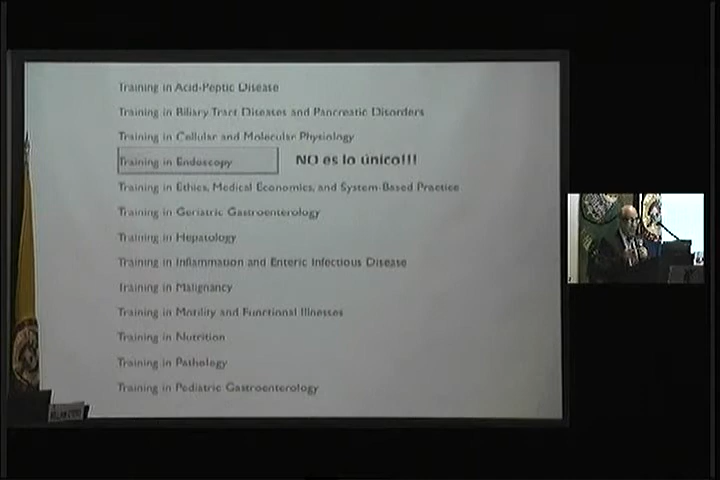 Training in Acid-Peptic Disease
Training in Biliary Tract Diseases and Pancreatic Disorders
Training in Cellular and Molecular Physiology
Training in Endoscopy NO es lo único!!!
Training in Ethics, Medical Economics, and System-Based Practice
Training in Geriatric Gastroenterology
Training in Hepatology
Training in Inflammation and Enteric Infectious Disease
Training in Malignancy
Training in Motility and Functional Illnesses
Training in Nutrition
Training in Pathology
Training in Pediatric Gastroenterology